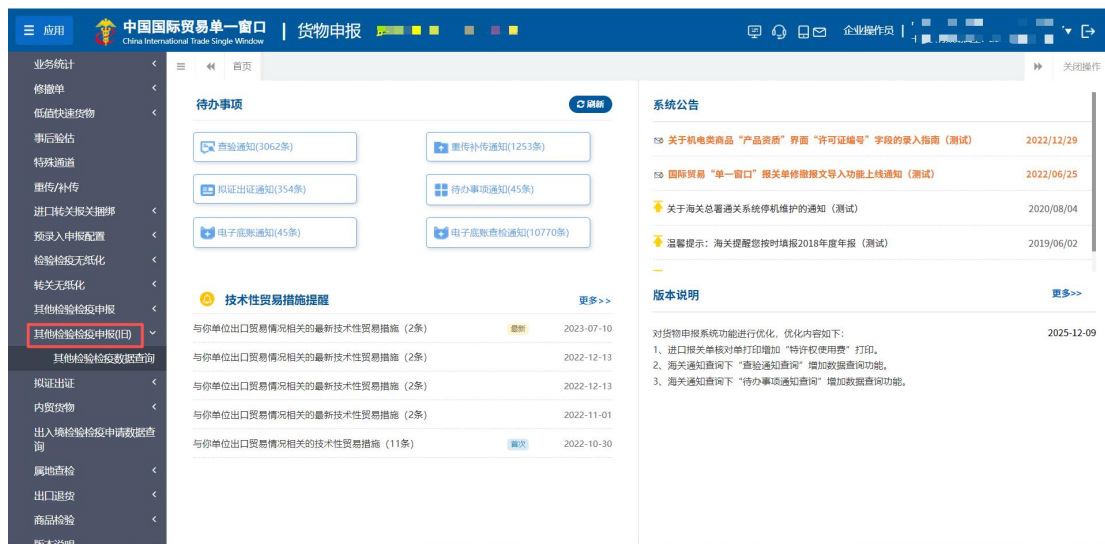 应用
中国国际贸易单一窗口
China International Trade Single Window
货物申报
企业操作员
业务统计
修撤单
低值快速货物
事后验估
特殊通道
重传/补传
进口转关报关捆绑
预录入申报配置
检验检疫无纸化
转关无纸化
其他检验检疫申报
其他检验检疫申报(旧)
其他检验检疫数据查询
拟证出证
内贸货物
出入境检验检疫申请数据查
询
属地查检
出口退货
商品检验
版本说明
首页
关闭操作
待办事项
刷新
查验通知(3062条)
重传补传通知(1253条)
拟证出证通知(354条)
待办事项通知(45条)
电子底账通知(45条)
电子底账查检通知(10770条)
技术性贸易措施提醒
更多>>
与你单位出口贸易情况相关的最新技术性贸易措施（2条） 最新 2023-07-10
与你单位出口贸易情况相关的最新技术性贸易措施（2条） 2022-12-13
与你单位出口贸易情况相关的最新技术性贸易措施（2条） 2022-12-13
与你单位出口贸易情况相关的最新技术性贸易措施（2条） 2022-11-01
与你单位出口贸易情况相关的技术性贸易措施（11条） 首次 2022-10-30
系统公告
关于机电类商品“产品资质”界面“许可证编号”字段的录入指南（测试） 2022/12/29
国际贸易“单一窗口”报关单修撤报文导入功能上线通知（测试） 2022/06/25
关于海关总署通关系统停机维护的通知（测试） 2020/08/04
温馨提示：海关提醒您按时填报2018年度年报（测试） 2019/06/02
版本说明
更多>>
对货物申报系统功能进行优化，优化内容如下： 2025-12-09
1、进口报关单核对单打印增加“特许权使用费”打印。
2、海关通知查询下“查验通知查询”增加数据查询功能。
3、海关通知查询下“待办事项通知查询”增加数据查询功能。